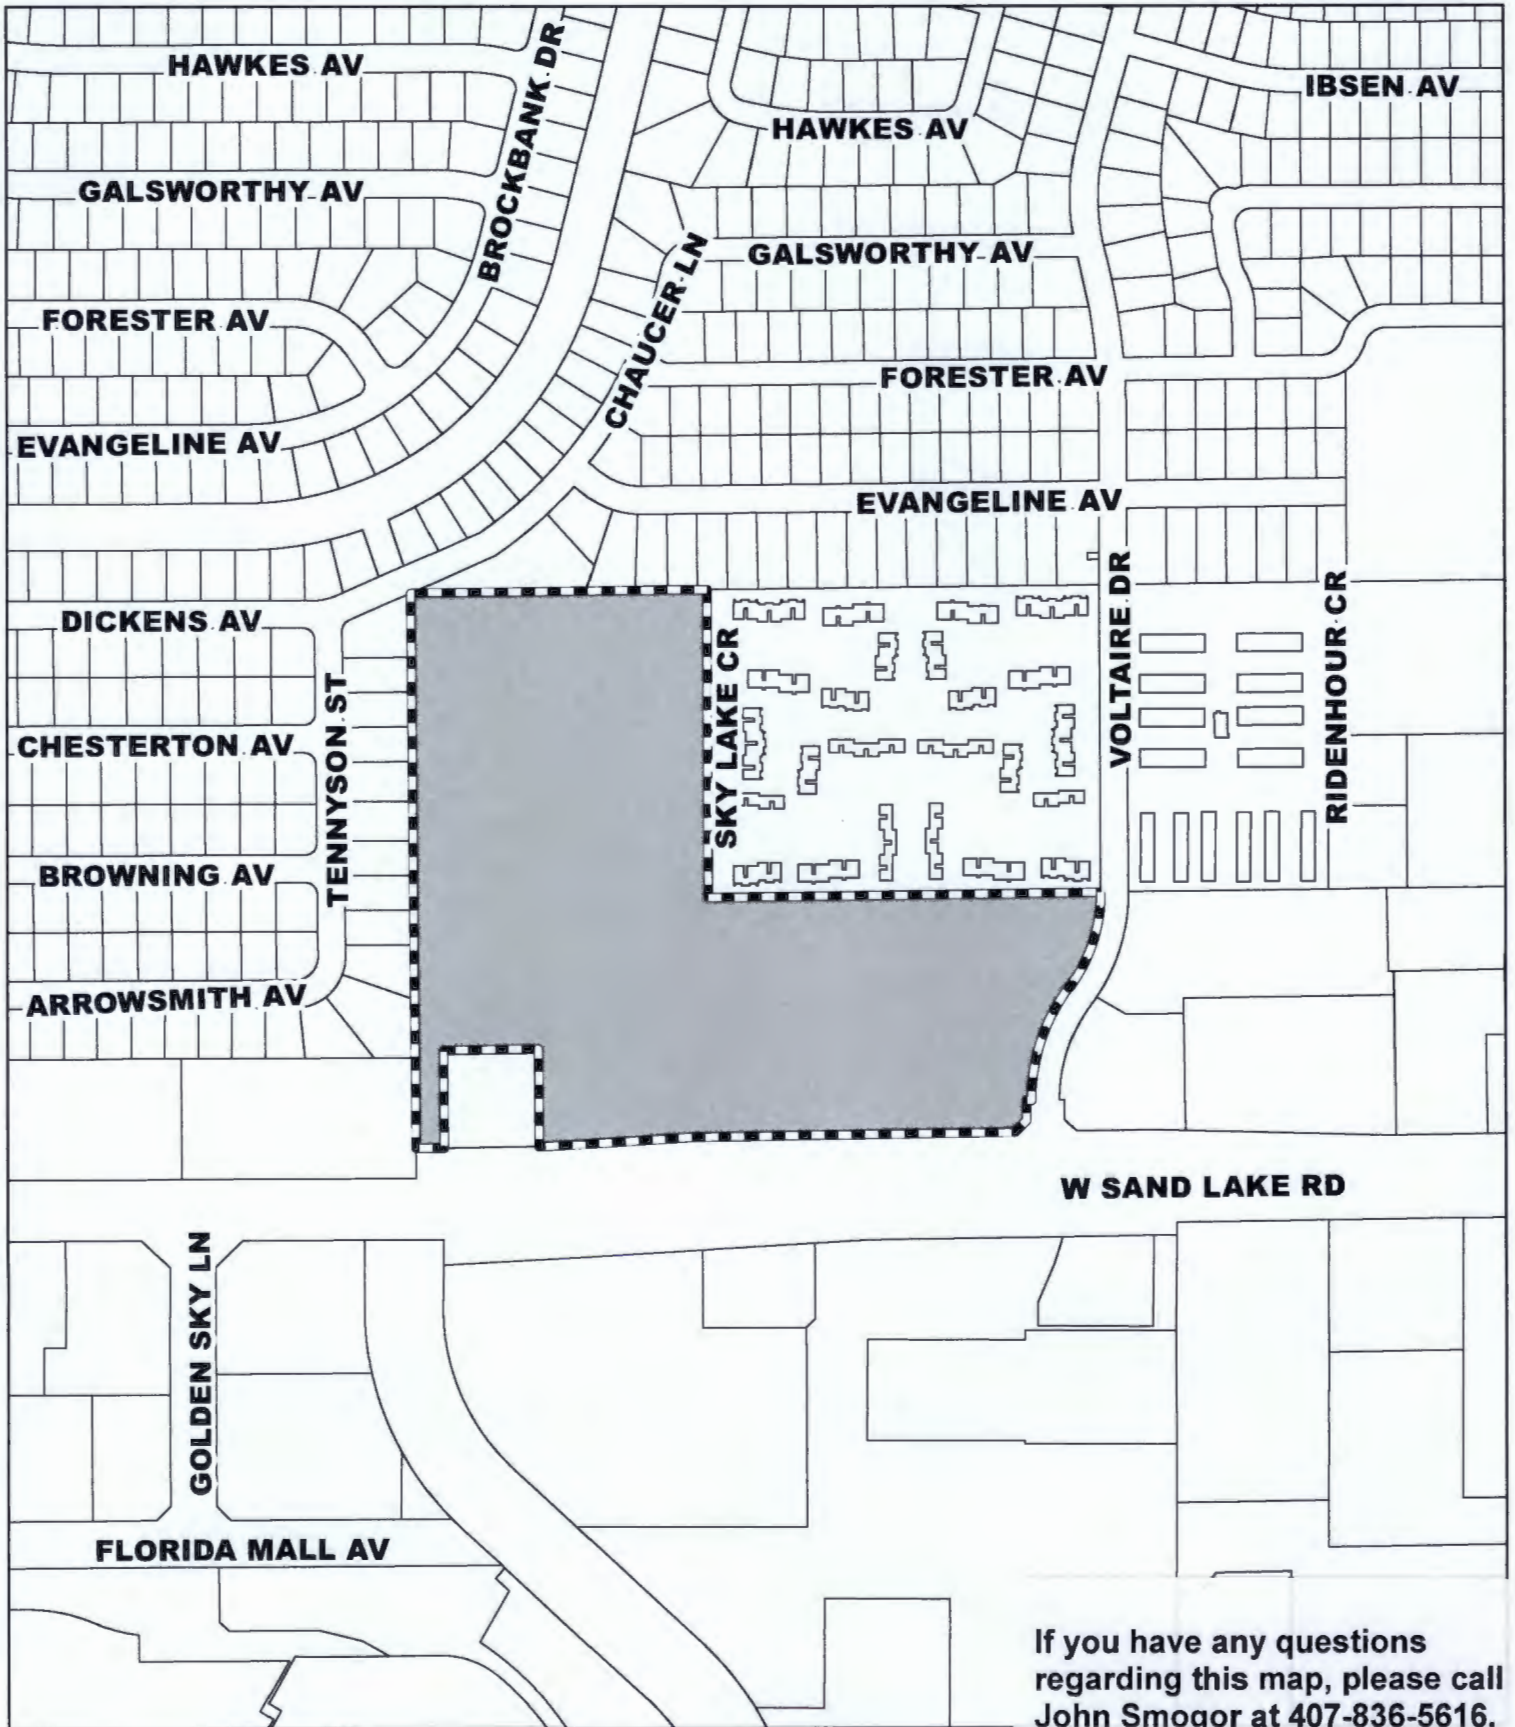 HAWKES AV
BROCKBANK DR
IBSEN AV
HAWKES AV
GALSWORTHY AV
CHAUCER LN
GALSWORTHY AV
FORESTER AV
FORESTER AV
EVANGELINE AV
EVANGELINE AV
DICKENS AV
TENNYSON ST
SKY LAKE CR
VOLTAIRE DR
RIDENHOUR CR
CHESTERTON AV
BROWNING AV
ARROWSMITH AV
W SAND LAKE RD
GOLDEN SKY LN
FLORIDA MALL AV
If you have any questions
regarding this map, please call
John Smogor at 407-836-5616.